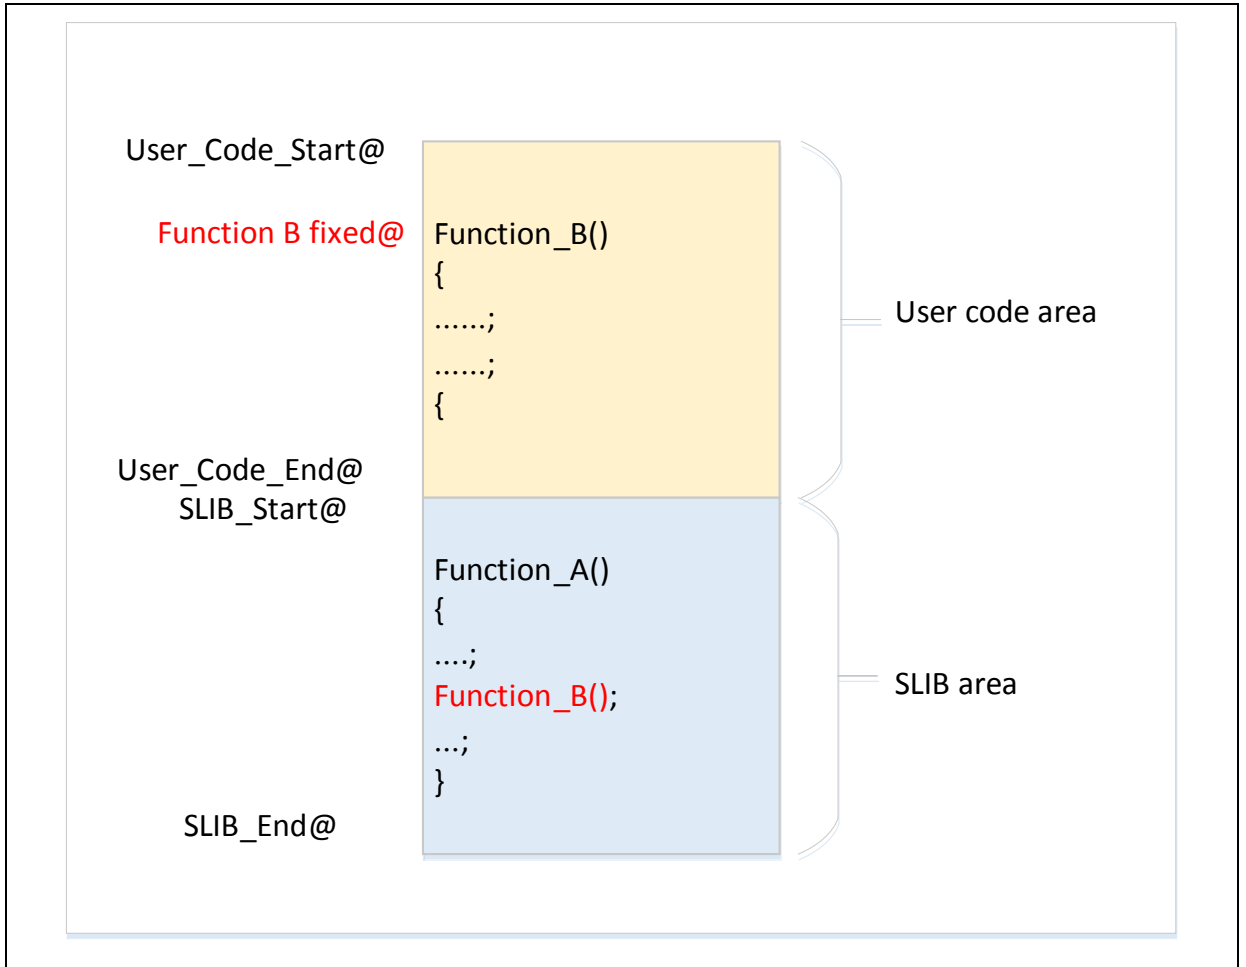 User_Code_Start@
Function B fixed@
Function_B()
{
......;
......;
{
User code area
User_Code_End@
SLIB_Start@
Function_A()
{
....;
Function_B();
...;
}
SLIB area
SLIB_End@